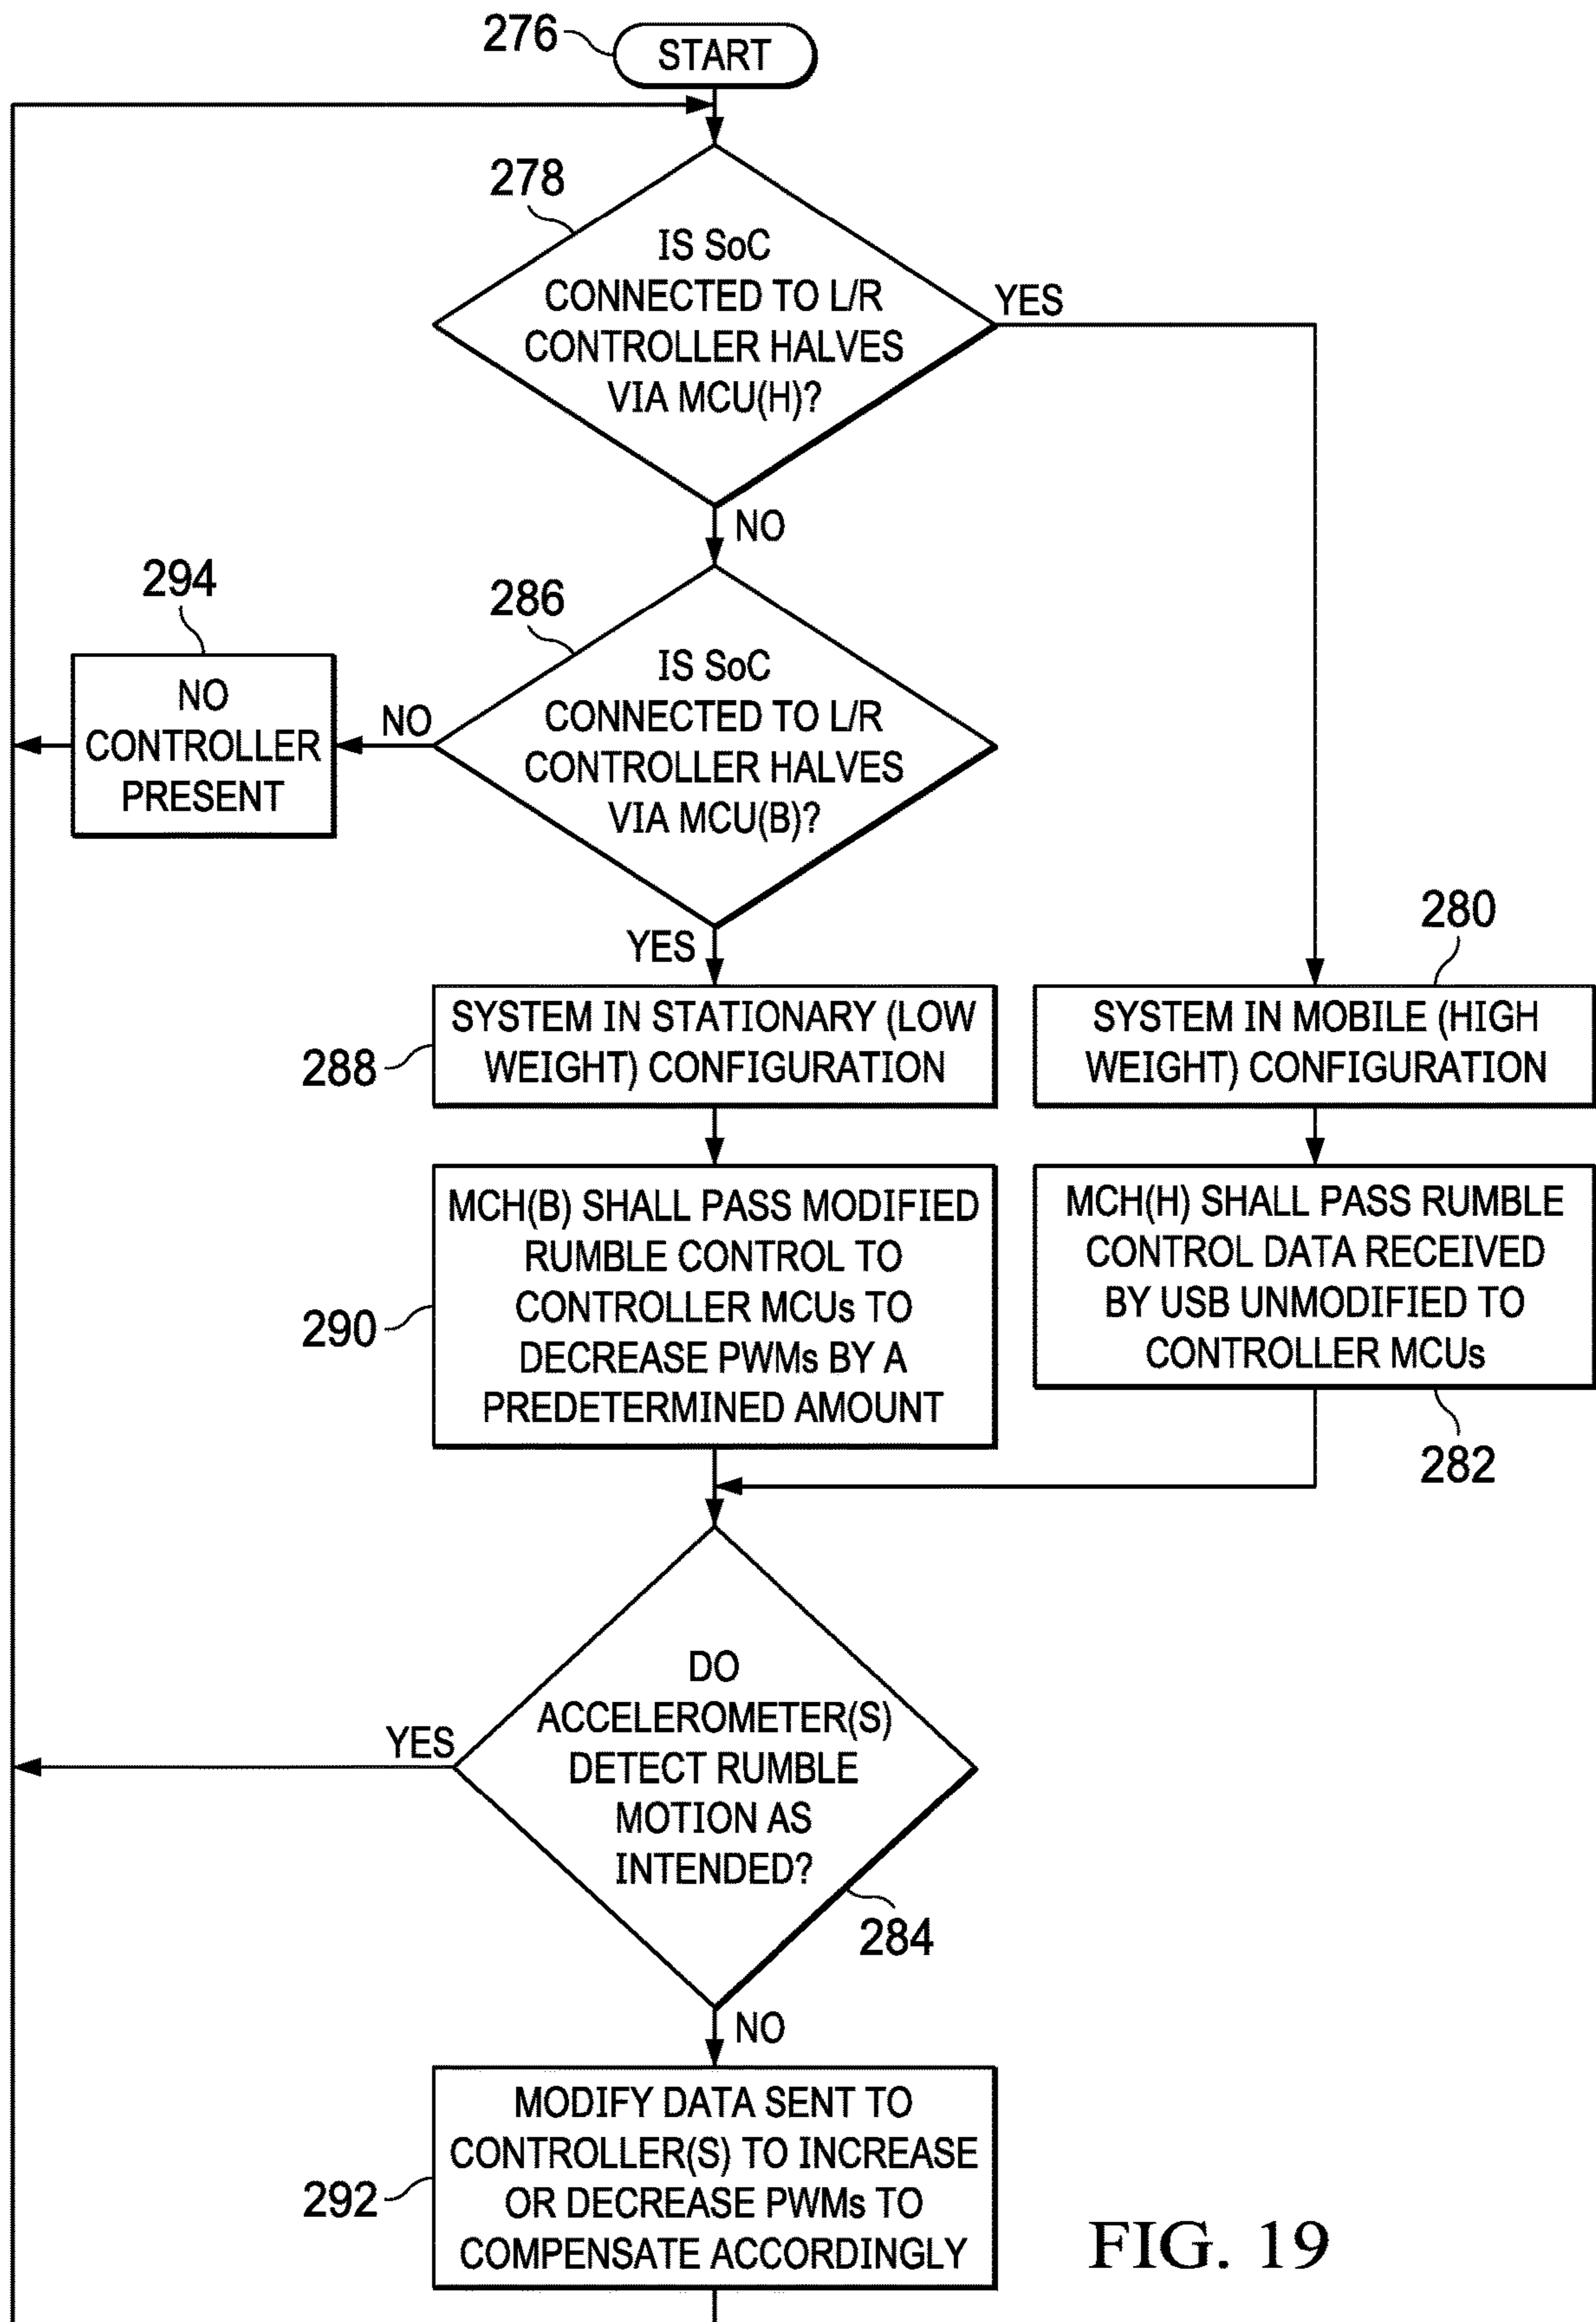 276
START
278
IS SoC
CONNECTED TO L/R
CONTROLLER HALVES
VIA MCU(H)?
YES
NO
294
286
NO
CONTROLLER
PRESENT
NO
IS SoC
CONNECTED TO L/R
CONTROLLER HALVES
VIA MCU(B)?
YES
280
288
SYSTEM IN STATIONARY (LOW
WEIGHT) CONFIGURATION
SYSTEM IN MOBILE (HIGH
WEIGHT) CONFIGURATION
290
MCH(B) SHALL PASS MODIFIED
RUMBLE CONTROL TO
CONTROLLER MCUs TO
DECREASE PWMs BY A
PREDETERMINED AMOUNT
MCH(H) SHALL PASS RUMBLE
CONTROL DATA RECEIVED
BY USB UNMODIFIED TO
CONTROLLER MCUs
282
DO
ACCELEROMETER(S)
DETECT RUMBLE
MOTION AS
INTENDED?
YES
284
NO
292
MODIFY DATA SENT TO
CONTROLLER(S) TO INCREASE
OR DECREASE PWMs TO
COMPENSATE ACCORDINGLY
FIG. 19